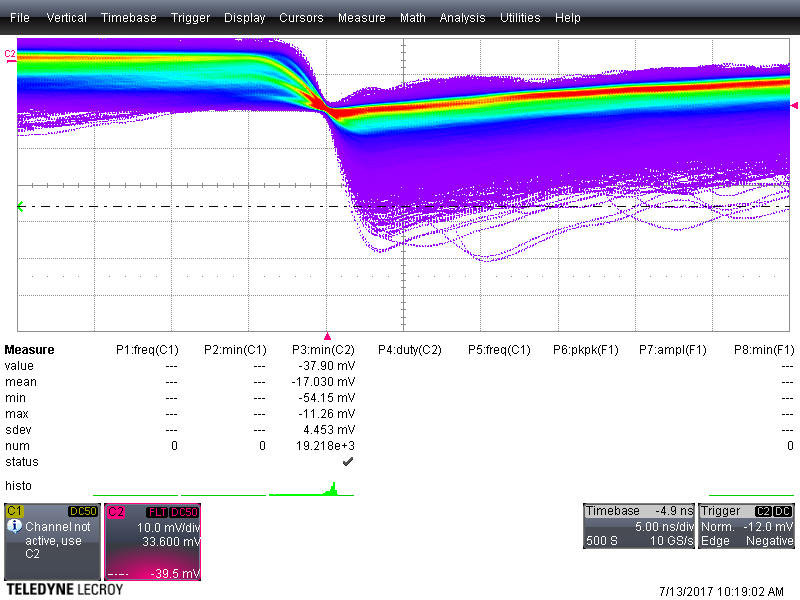 File Vertical Timebase Trigger Display Cursors Measure Math Analysis Utilities Help
C2
Measure P1:freq(C1) P2:min(C1) P3:min(C2) P4:duty(C2) P5:freq(C1) P6:pkpk(F1) P7:ampl(F1) P8:min(F1)
value --- --- -37.90 mV ---
mean --- --- -17.030 mV ---
min --- --- -54.15 mV ---
max --- --- -11.26 mV ---
sdev --- --- 4.453 mV ---
num 0 0 19.218e+3 0
status
histo
C1 DC50
Channel not
active, use
C2
C2 FLT DC50
10.0 mV/div
33.600 mV
-39.5 mV
Timebase -4.9 ns
5.00 ns/div
500 S 10 GS/s
Trigger C2 DC
Norm. -12.0 mV
Edge Negative
TELEDYNE LECROY
7/13/2017 10:19:02 AM